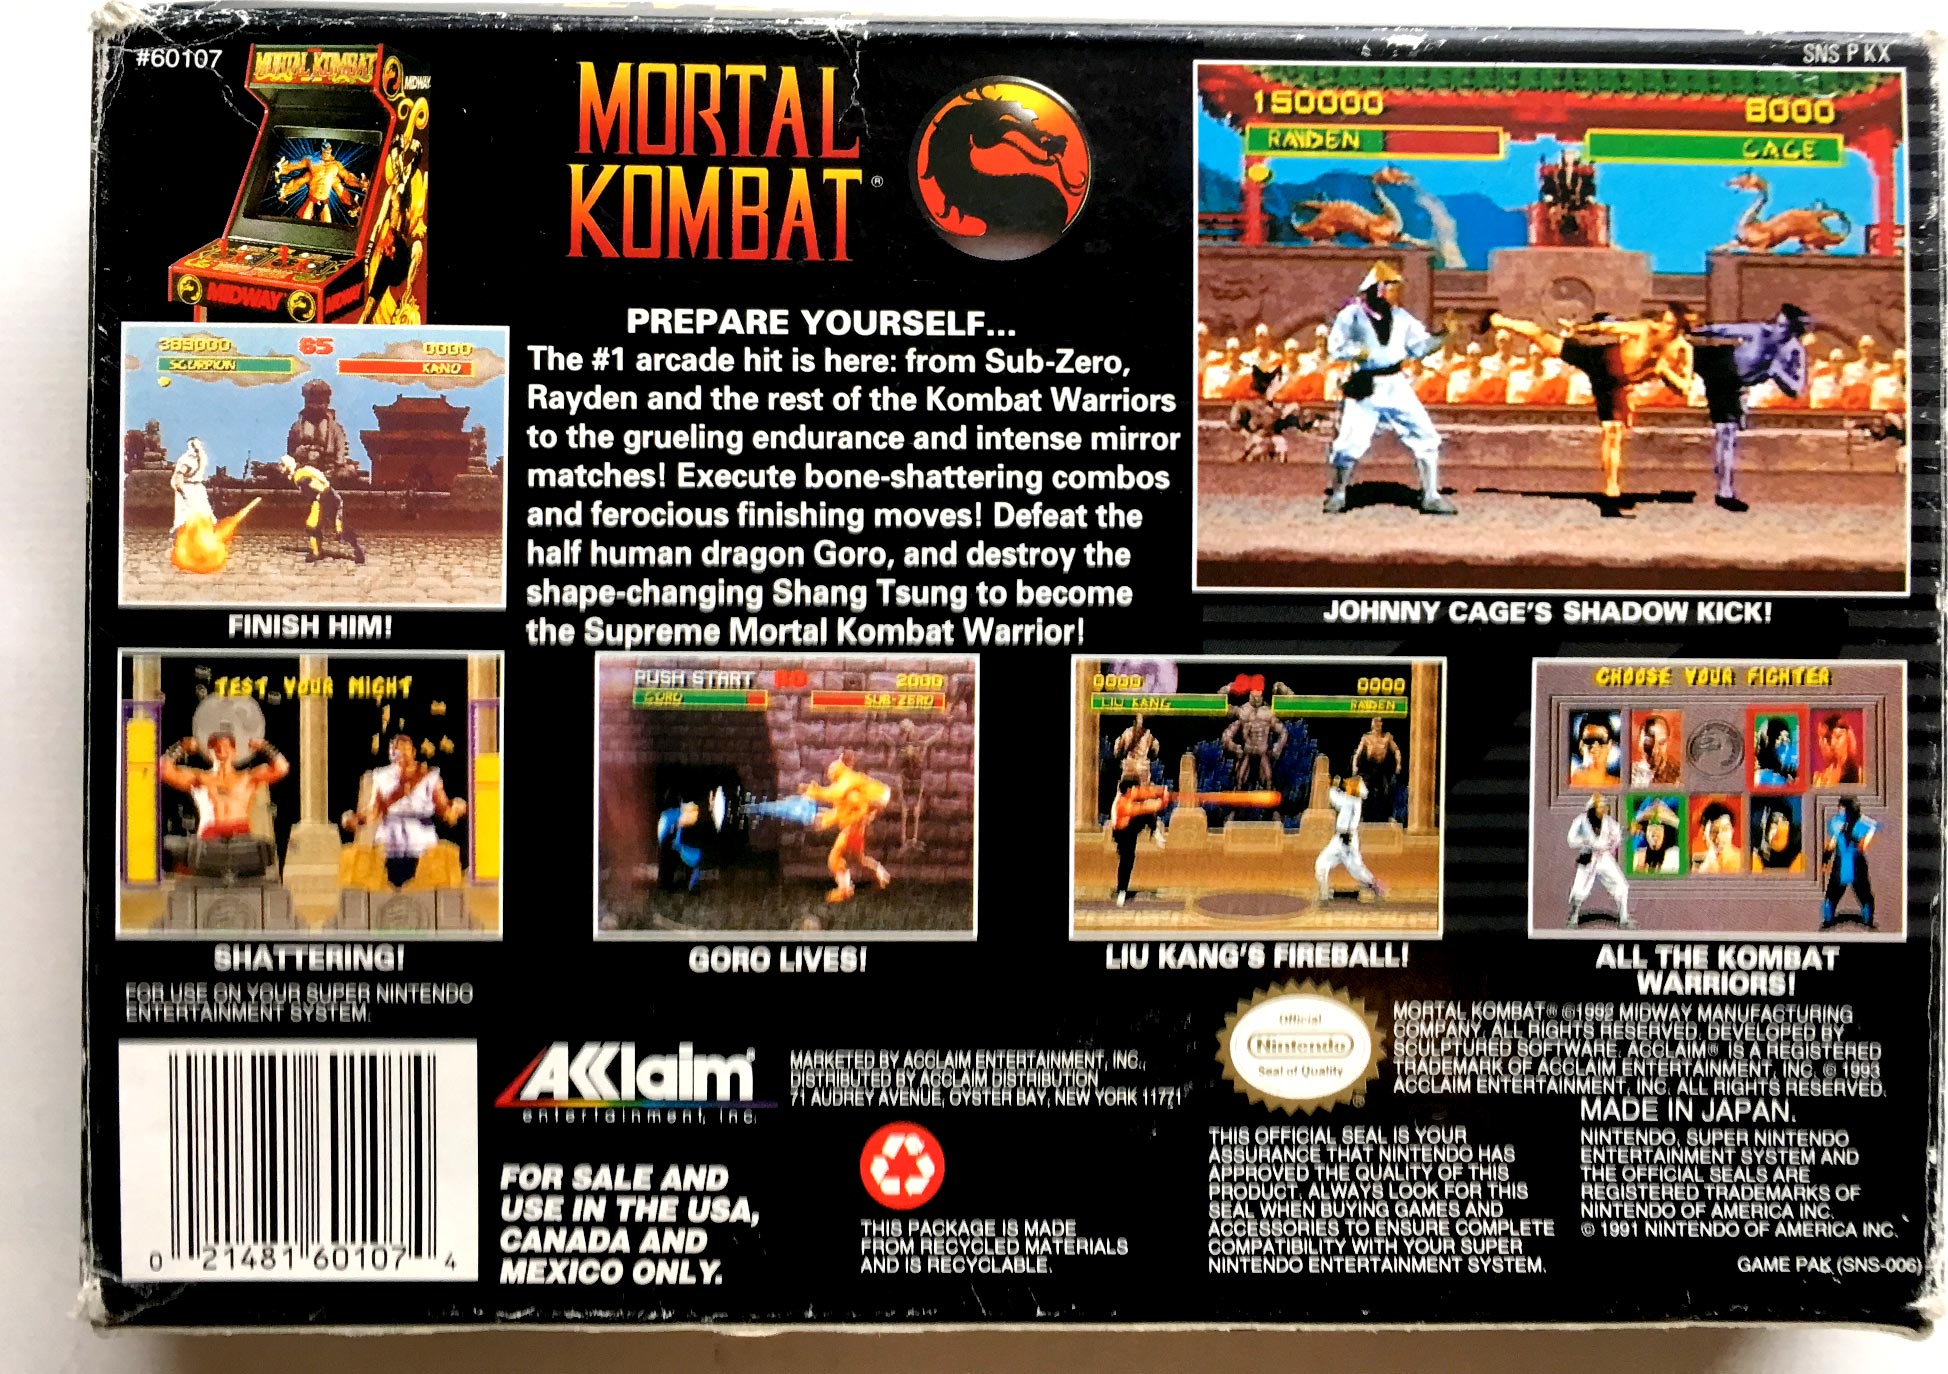 #60107
MORTAL KOMBAT
MIDWAY
MIDWAY
SNS P KX
MORTAL
KOMBAT®
PREPARE YOURSELF...
The #1 arcade hit is here: from Sub-Zero,
Rayden and the rest of the Kombat Warriors
to the grueling endurance and intense mirror
matches! Execute bone-shattering combos
and ferocious finishing moves! Defeat the
half human dragon Goro, and destroy the
shape-changing Shang Tsung to become
the Supreme Mortal Kombat Warrior!
150000 8000
RAIDEN CAGE
JOHNNY CAGE'S SHADOW KICK!
65 0000
SCORPION KANO
FINISH HIM!
TEST YOUR MIGHT
SHATTERING!
PUSH START 2000
GORO SUB-ZERO
GORO LIVES!
0000 0000
LIU KANG RAIDEN
LIU KANG'S FIREBALL!
CHOOSE YOUR FIGHTER
ALL THE KOMBAT
WARRIORS!
FOR USE ON YOUR SUPER NINTENDO
ENTERTAINMENT SYSTEM.
0 21481 60107 4
AKKlaim®
entertainment, inc.
MARKETED BY ACCLAIM ENTERTAINMENT, INC.,
DISTRIBUTED BY ACCLAIM DISTRIBUTION
71 AUDREY AVENUE, OYSTER BAY, NEW YORK 11771
FOR SALE AND
USE IN THE USA,
CANADA AND
MEXICO ONLY.
THIS PACKAGE IS MADE
FROM RECYCLED MATERIALS
AND IS RECYCLABLE.
Official
Nintendo
Seal of Quality
®
THIS OFFICIAL SEAL IS YOUR
ASSURANCE THAT NINTENDO HAS
APPROVED THE QUALITY OF THIS
PRODUCT. ALWAYS LOOK FOR THIS
SEAL WHEN BUYING GAMES AND
ACCESSORIES TO ENSURE COMPLETE
COMPATIBILITY WITH YOUR SUPER
NINTENDO ENTERTAINMENT SYSTEM.
MORTAL KOMBAT® ©1992 MIDWAY MANUFACTURING
COMPANY. ALL RIGHTS RESERVED. DEVELOPED BY
SCULPTURED SOFTWARE. ACCLAIM® IS A REGISTERED
TRADEMARK OF ACCLAIM ENTERTAINMENT, INC. © 1993
ACCLAIM ENTERTAINMENT, INC. ALL RIGHTS RESERVED.
MADE IN JAPAN.
NINTENDO, SUPER NINTENDO
ENTERTAINMENT SYSTEM AND
THE OFFICIAL SEALS ARE
REGISTERED TRADEMARKS OF
NINTENDO OF AMERICA INC.
© 1991 NINTENDO OF AMERICA INC.
GAME PAK (SNS-006)